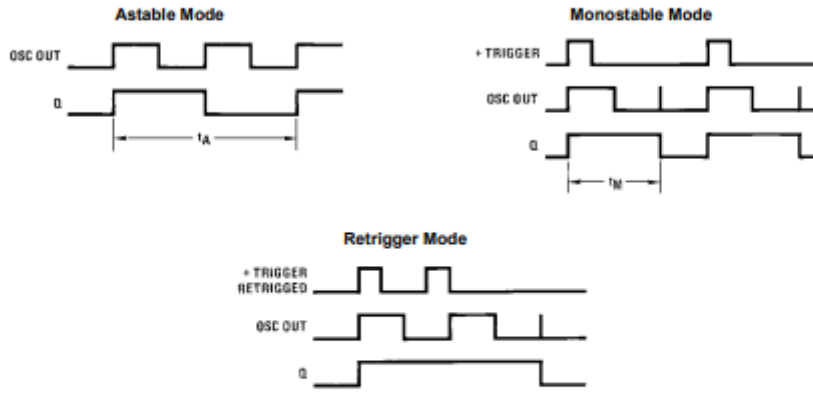 Astable Mode
OSC OUT
Q
tA
Monostable Mode
+ TRIGGER
OSC OUT
Q
tM
Retrigger Mode
+ TRIGGER
RETRIGGED
OSC OUT
Q